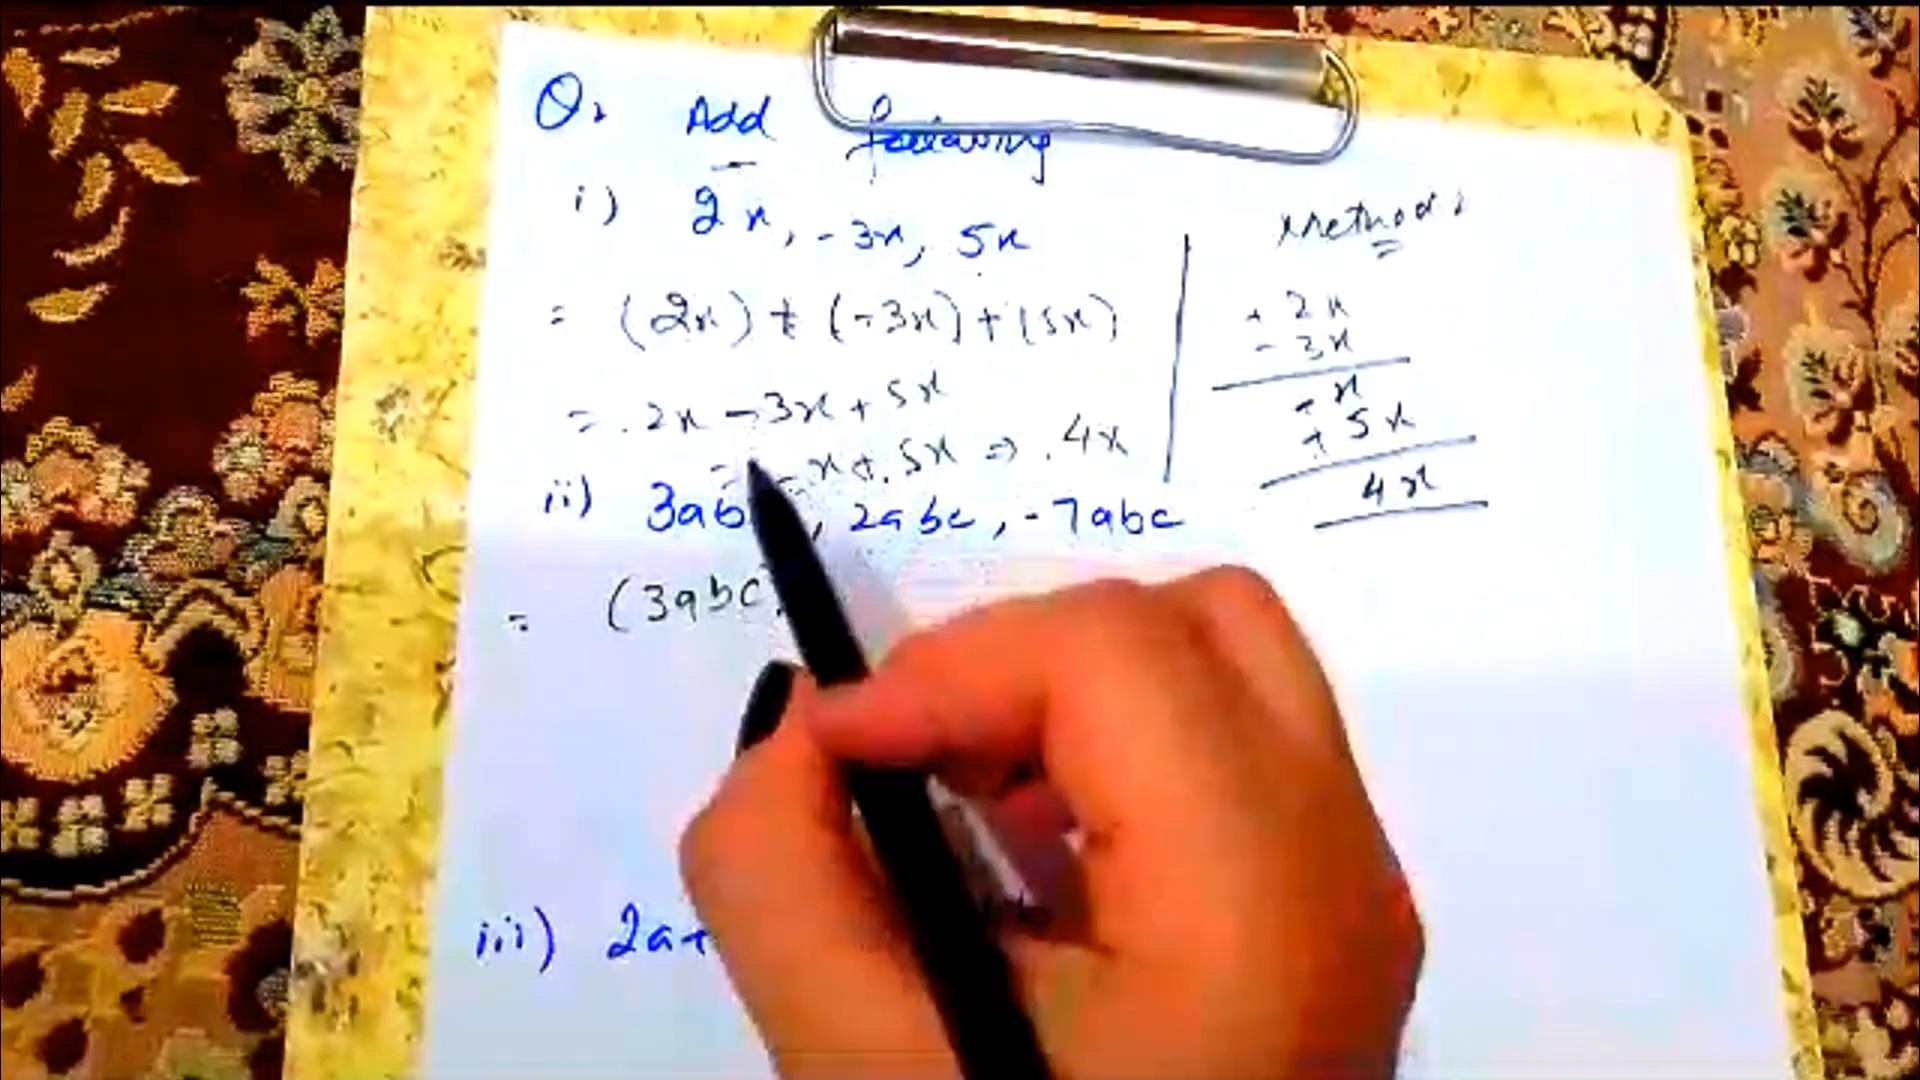 Q. Add following
i) 2x, -3x, 5x
= (2x) + (-3x) + (5x)
= 2x - 3x + 5x
= -x + 5x ⇒ 4x
Method:
+ 2x
- 3x
- x
+ 5x
4x
ii) 3ab , 2abc, -7abc
= (3abc)
iii) 2a+